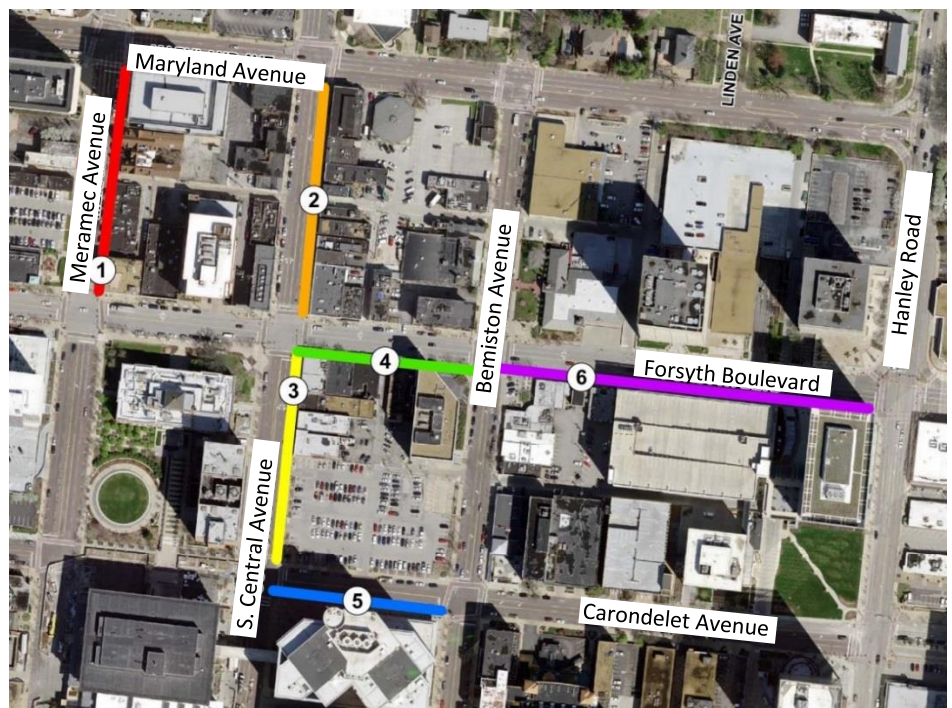 LINDEN AVE
Maryland Avenue
Meramec Avenue
2
1
Bemiston Avenue
Hanley Road
4
3
6
Forsyth Boulevard
S. Central Avenue
5
Carondelet Avenue